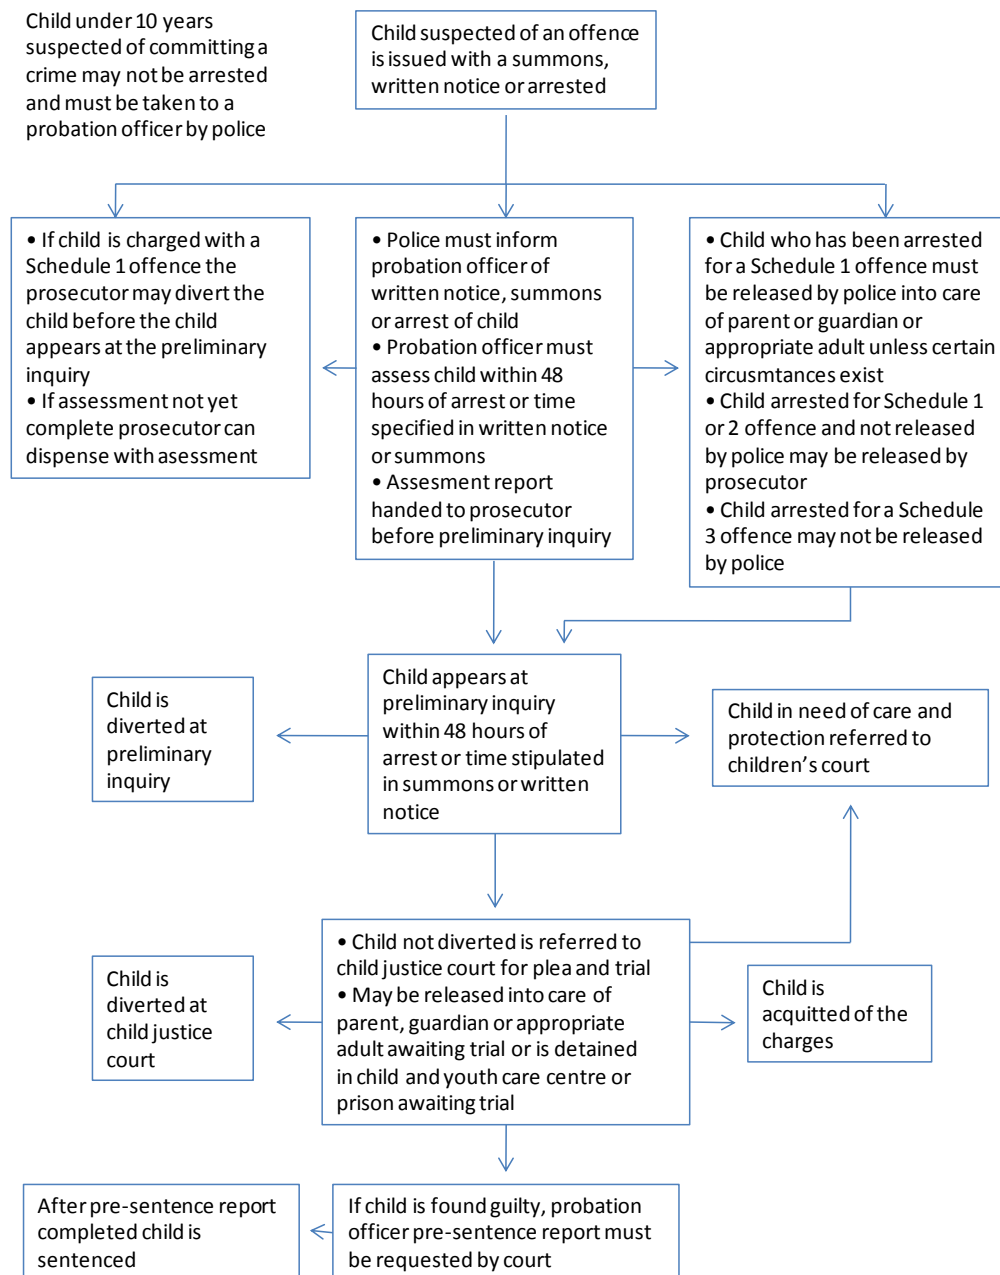 Child under 10 years
suspected of committing a
crime may not be arrested
and must be taken to a
probation officer by police
Child suspected of an offence
is issued with a summons,
written notice or arrested
• If child is charged with a
Schedule 1 offence the
prosecutor may divert the
child before the child
appears at the preliminary
inquiry
• If assessment not yet
complete prosecutor can
dispense with asessment
• Police must inform
probation officer of
written notice, summons
or arrest of child
• Probation officer must
assess child within 48
hours of arrest or time
specified in written notice
or summons
• Assesment report
handed to prosecutor
before preliminary inquiry
• Child who has been arrested
for a Schedule 1 offence must
be released by police into care
of parent or guardian or
appropriate adult unless certain
circusmtances exist
• Child arrested for Schedule 1
or 2 offence and not released
by police may be released by
prosecutor
• Child arrested for a Schedule
3 offence may not be released
by police
Child is
diverted at
preliminary
inquiry
Child appears at
preliminary inquiry
within 48 hours of
arrest or time stipulated
in summons or written
notice
Child in need of care and
protection referred to
children's court
Child is
diverted at
child justice
court
• Child not diverted is referred to
child justice court for plea and trial
• May be released into care of
parent, guardian or appropriate
adult awaiting trial or is detained
in child and youth care centre or
prison awaiting trial
Child is
acquitted of the
charges
After pre-sentence report
completed child is
sentenced
If child is found guilty, probation
officer pre-sentence report must
be requested by court